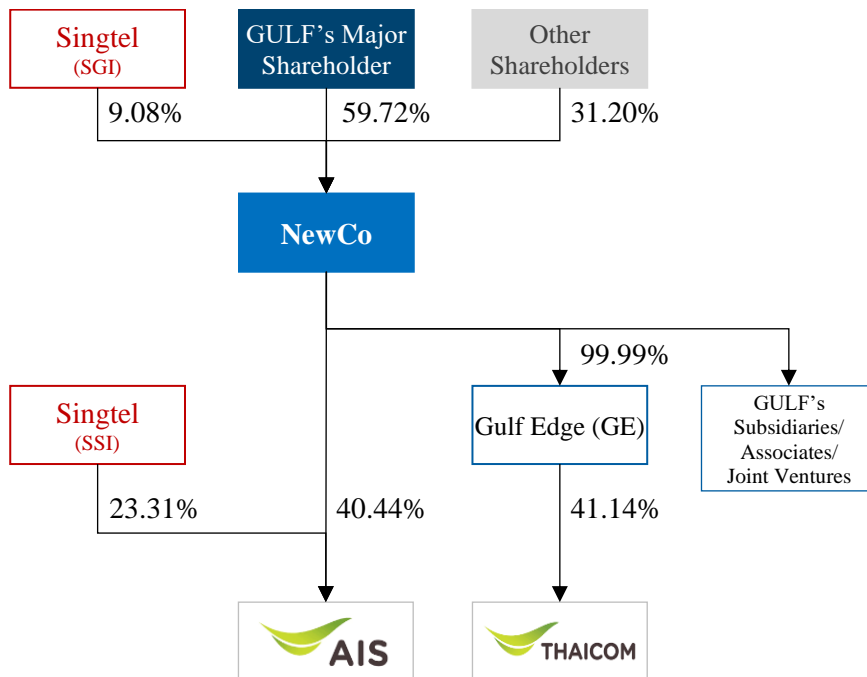 Singtel
(SGI)
GULF’s Major
Shareholder
Other
Shareholders
9.08%
59.72%
31.20%
NewCo
99.99%
Singtel
(SSI)
Gulf Edge (GE)
GULF’s
Subsidiaries/
Associates/
Joint Ventures
23.31%
40.44%
41.14%
AIS
THAICOM